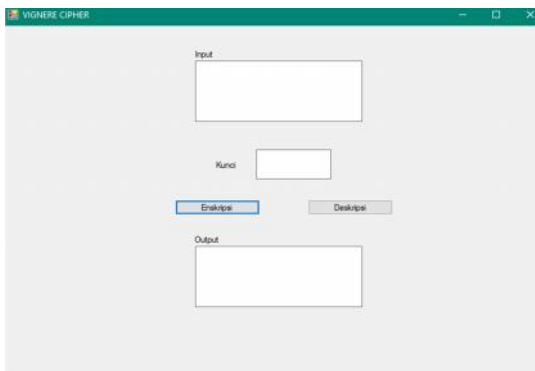 VIGNERE CIPHER
Input
Kunci
Enskripsi Deskripsi
Output